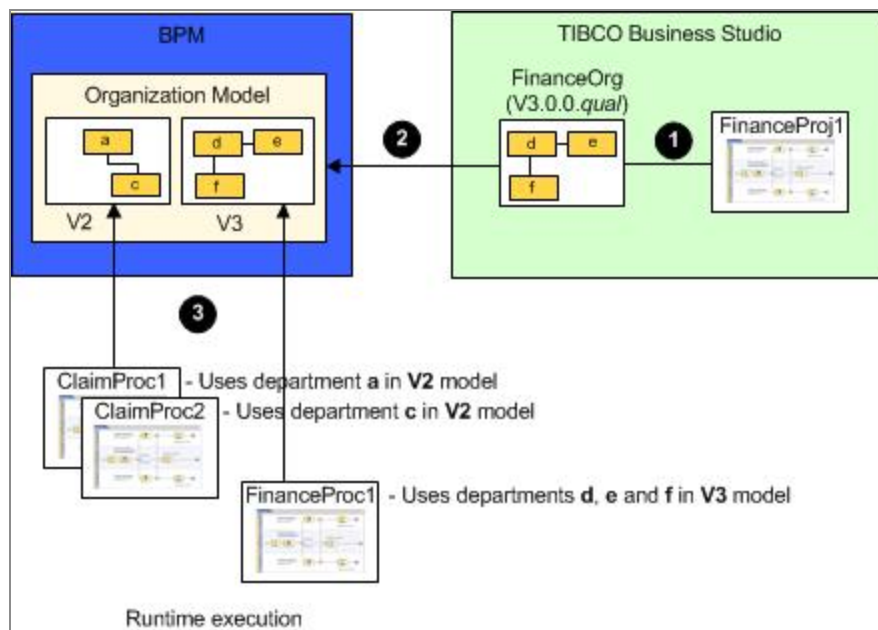 BPM
TIBCO Business Studio
Organization Model
FinanceOrg
(V3.0.0.qual)
FinanceProj1
a
c
d
e
f
V2
V3
2
d
e
f
1
3
ClaimProc1 - Uses department a in V2 model
ClaimProc2 - Uses department c in V2 model
FinanceProc1 - Uses departments d, e and f in V3 model
Runtime execution